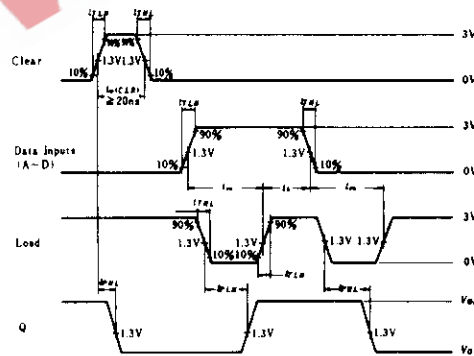 tTLH tTHL
3V
90% 90%
Clear
1.3V 1.3V
10% 10%
0V
tw(CLR)
≧20ns
tTLH tTHL
3V
90% 90%
Data Inputs
(A~D)
1.3V 1.3V
10% 10%
0V
tsu th tsu
tTHL
3V
90% 90%
Load
1.3V 1.3V 1.3V 1.3V
10% 10%
0V
tTLH
tPHL tPLH tPHL
Q
1.3V 1.3V 1.3V